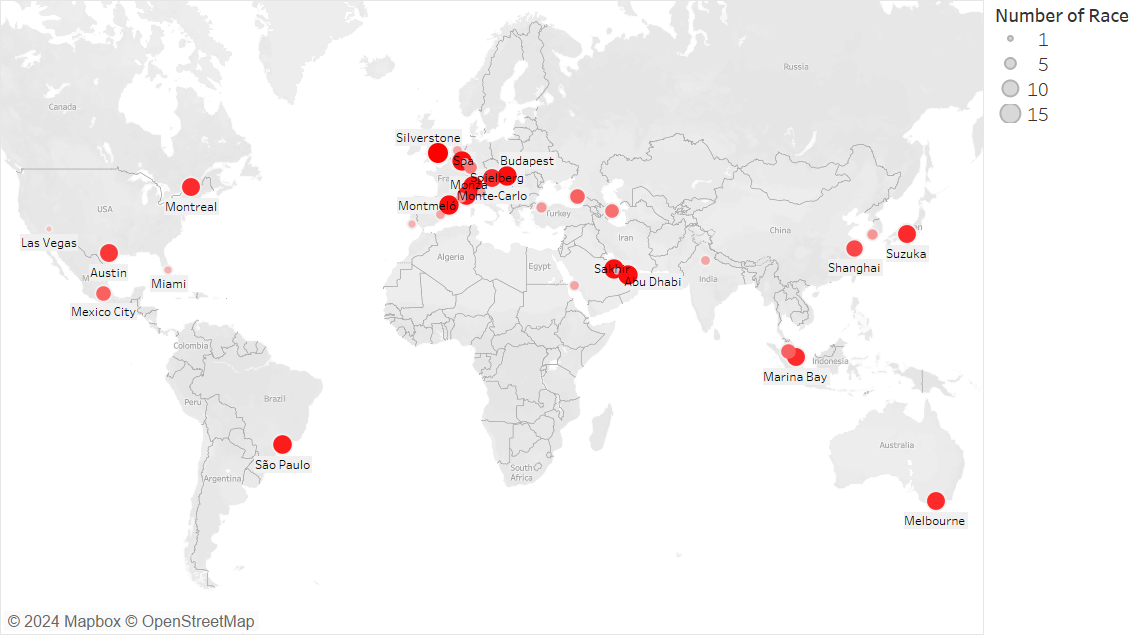 Number of Race
1
5
10
15
Russia
Canada
Silverstone
Spa
Budapest
Fra
Spielberg
Monza
Monte-Carlo
Montmeló
Turkey
USA
Montreal
Las Vegas
Austin
M
Miami
Mexico City
Algeria
Egypt
Iran
Sakhir
Abu Dhabi
China
India
Shanghai
Suzuka
Colombia
Peru
Brazil
Marina Bay
Indonesia
São Paulo
Argentina
South
Africa
Australia
Melbourne
© 2024 Mapbox © OpenStreetMap